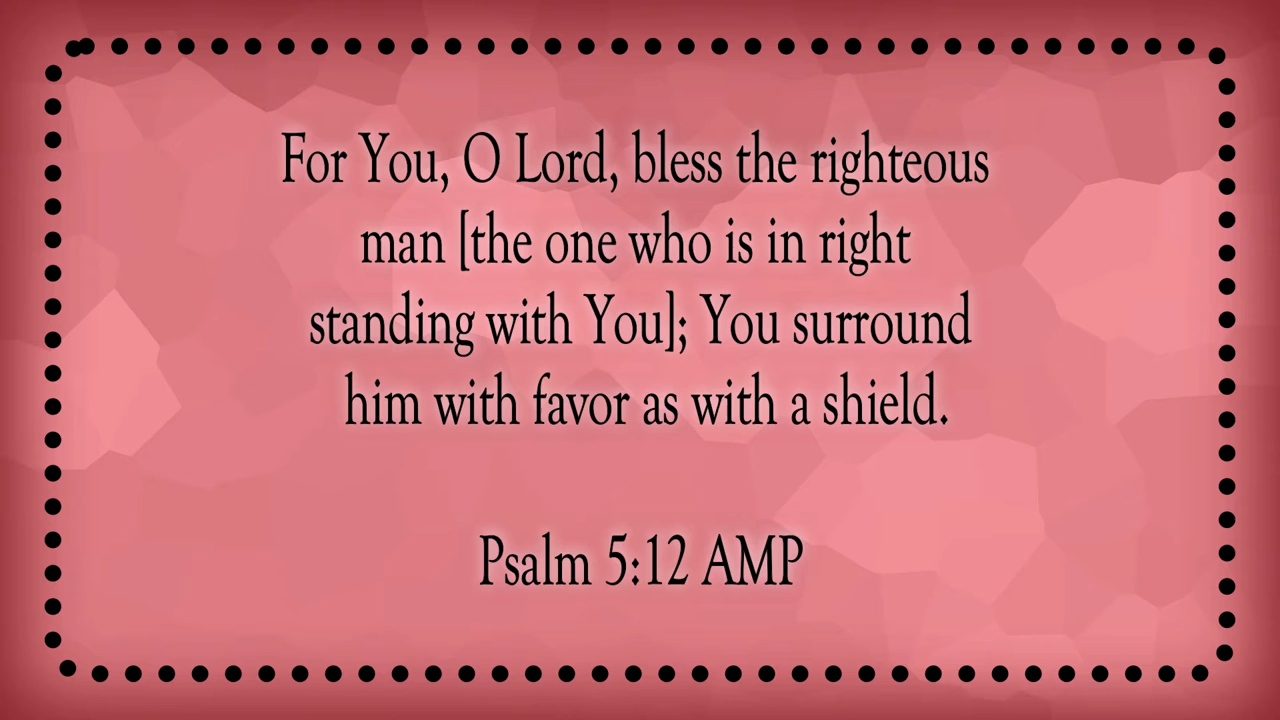 For You, O Lord, bless the righteous
man [the one who is in right
standing with You]; You surround
him with favor as with a shield.
Psalm 5:12 AMP